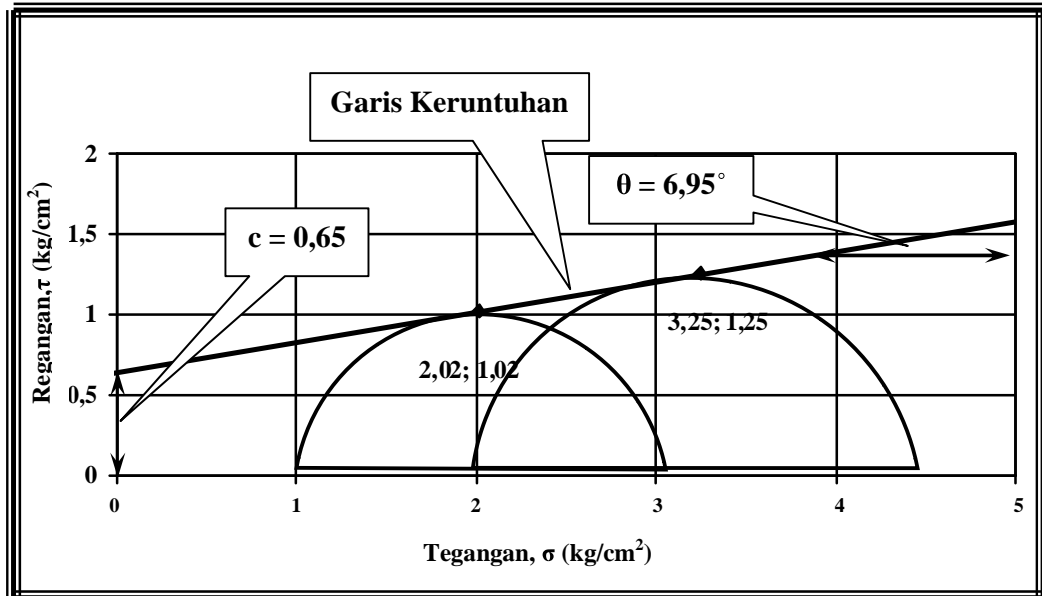 Garis Keruntuhan
θ = 6,95°
c = 0,65
Regangan,τ (kg/cm²)
2
1,5
1
0,5
0
3,25; 1,25
2,02; 1,02
0 1 2 3 4 5
Tegangan, σ (kg/cm²)